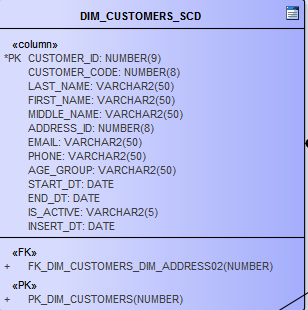 DIM_CUSTOMERS_SCD
«column»
*PK CUSTOMER_ID: NUMBER(9)
CUSTOMER_CODE: NUMBER(8)
LAST_NAME: VARCHAR2(50)
FIRST_NAME: VARCHAR2(50)
MIDDLE_NAME: VARCHAR2(50)
ADDRESS_ID: NUMBER(8)
EMAIL: VARCHAR2(50)
PHONE: VARCHAR2(50)
AGE_GROUP: VARCHAR2(50)
START_DT: DATE
END_DT: DATE
IS_ACTIVE: VARCHAR2(5)
INSERT_DT: DATE
«FK»
+ FK_DIM_CUSTOMERS_DIM_ADDRESS02(NUMBER)
«PK»
+ PK_DIM_CUSTOMERS(NUMBER)